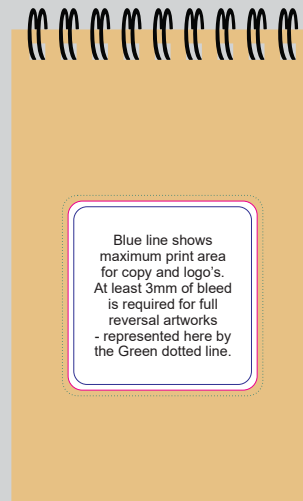 Blue line shows
maximum print area
for copy and logo's.
At least 3mm of bleed
is required for full
reversal artworks
- represented here by
the Green dotted line.